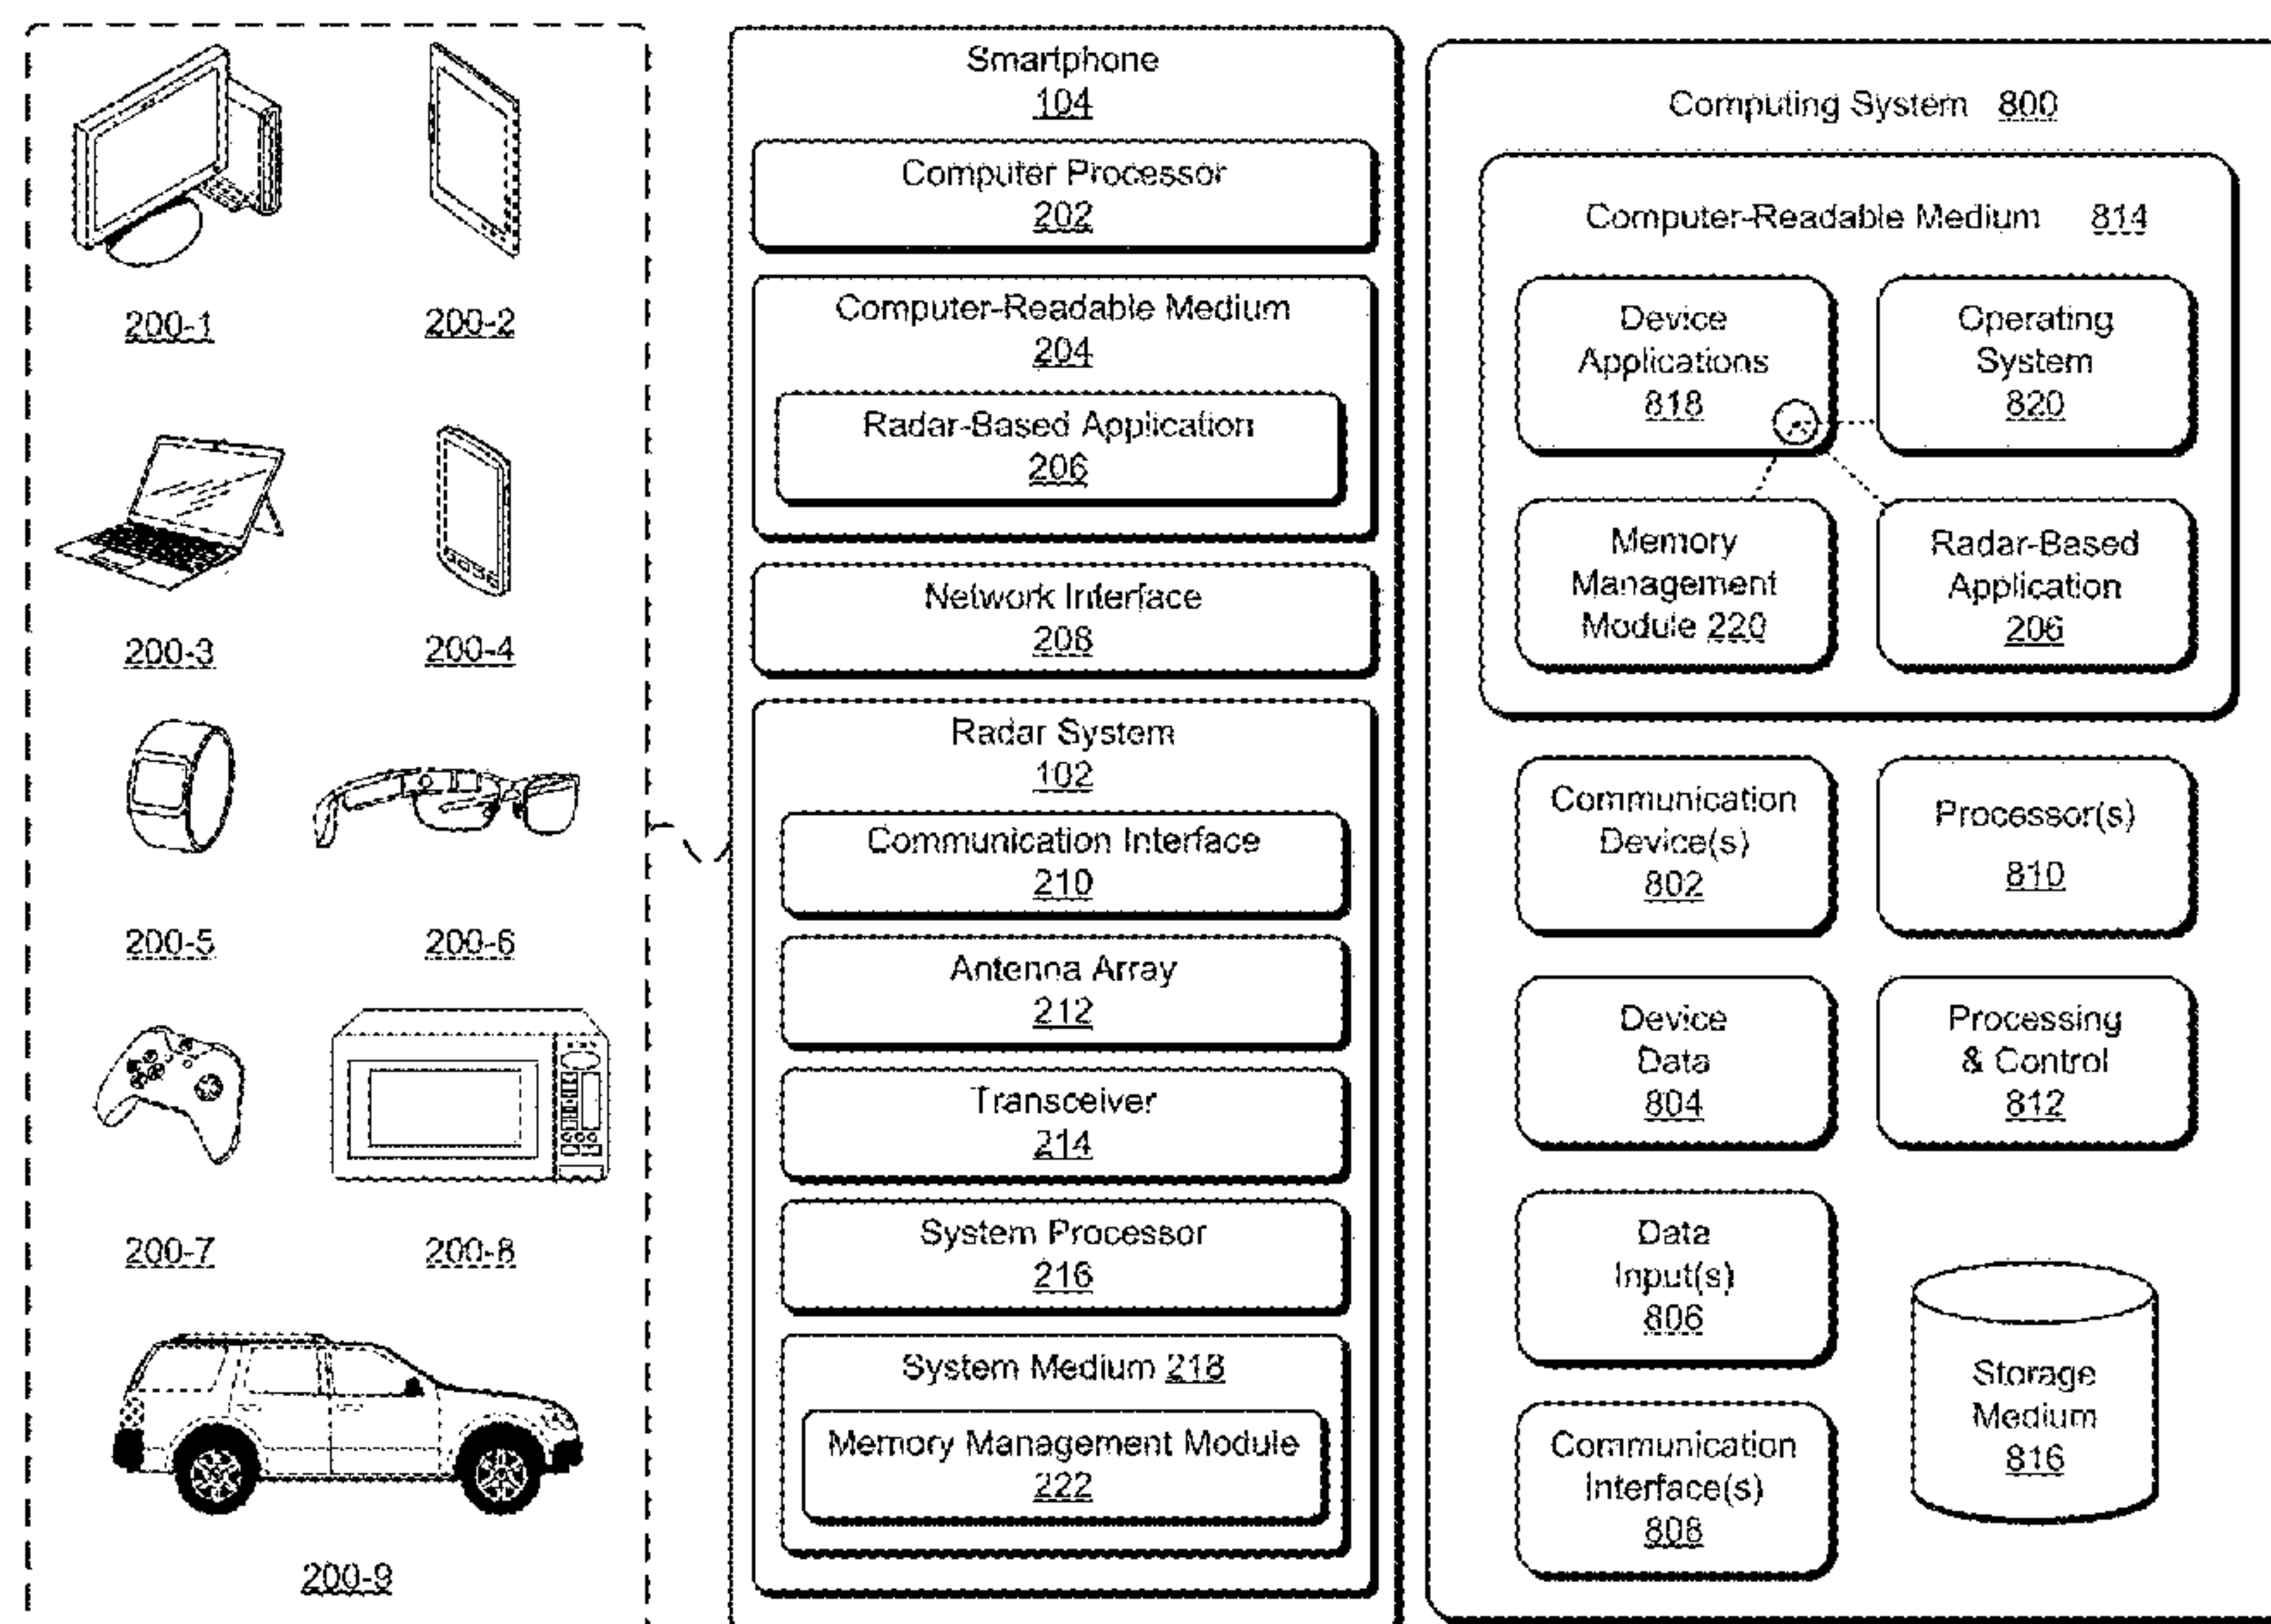 200-1
200-2
200-3
200-4
200-5
200-6
200-7
200-8
200-9
Smartphone
104
Computer Processor
202
Computer-Readable Medium
204
Radar-Based Application
206
Network Interface
208
Radar System
102
Communication Interface
210
Antenna Array
212
Transceiver
214
System Processor
216
System Medium 218
Memory Management Module
222
Computing System 800
Computer-Readable Medium 814
Device
Applications
818
Operating
System
820
Memory
Management
Module 220
Radar-Based
Application
206
Communication
Device(s)
802
Processor(s)
810
Device
Data
804
Processing
& Control
812
Data
Input(s)
806
Storage
Medium
816
Communication
Interface(s)
808